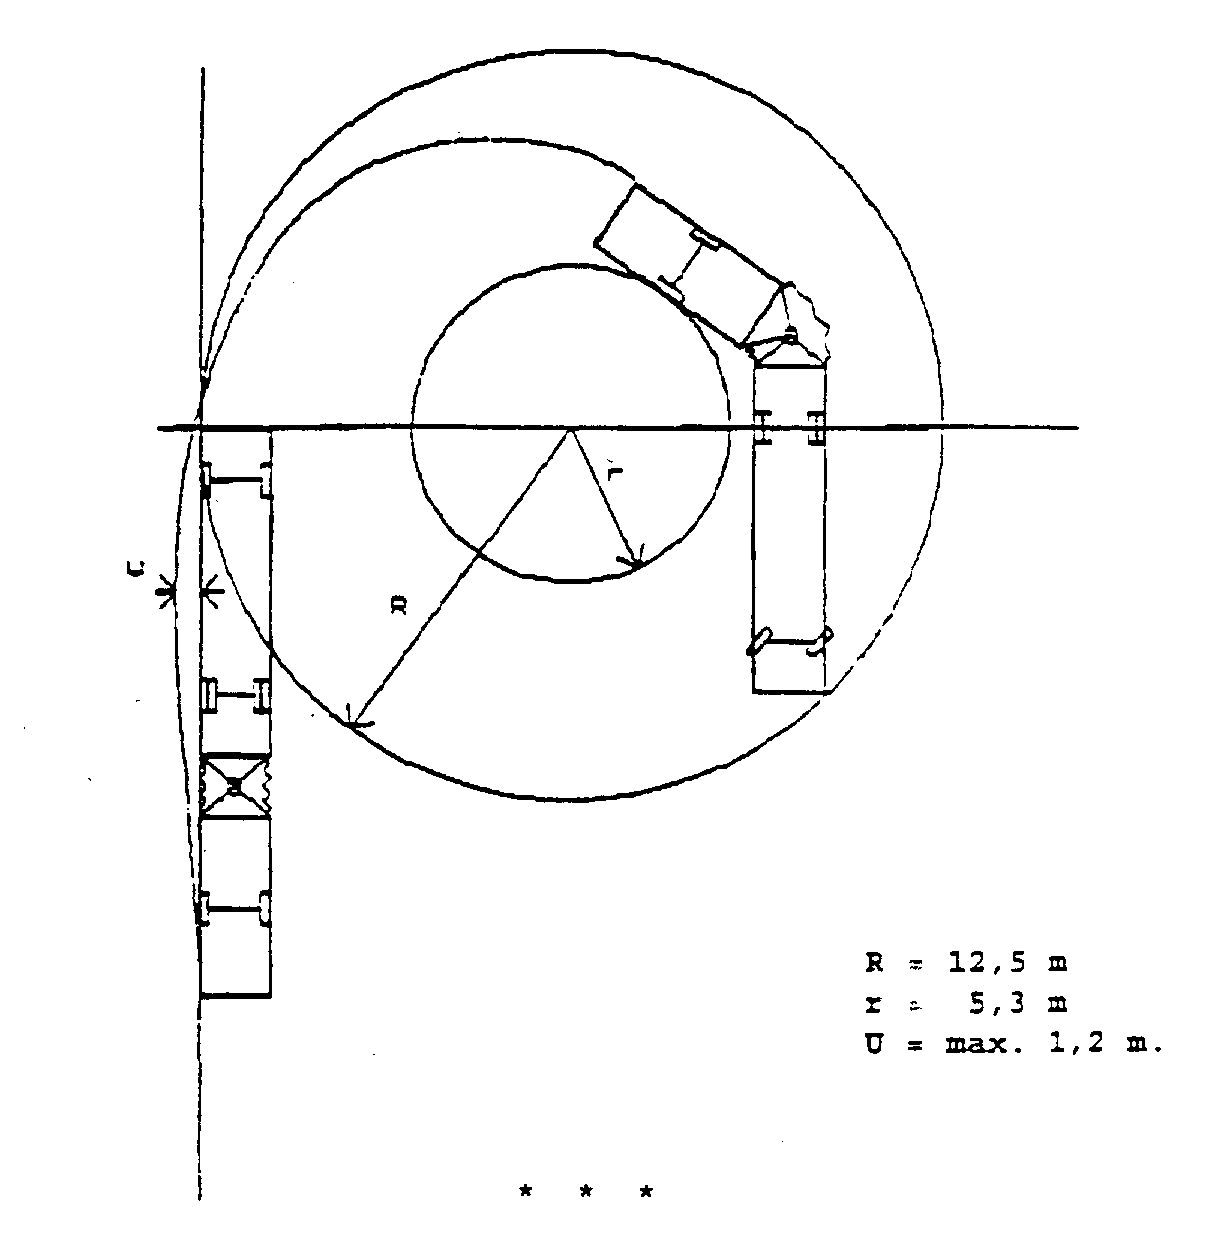 r
U
R
R = 12,5 m
r = 5,3 m
U = max. 1,2 m.
* * *